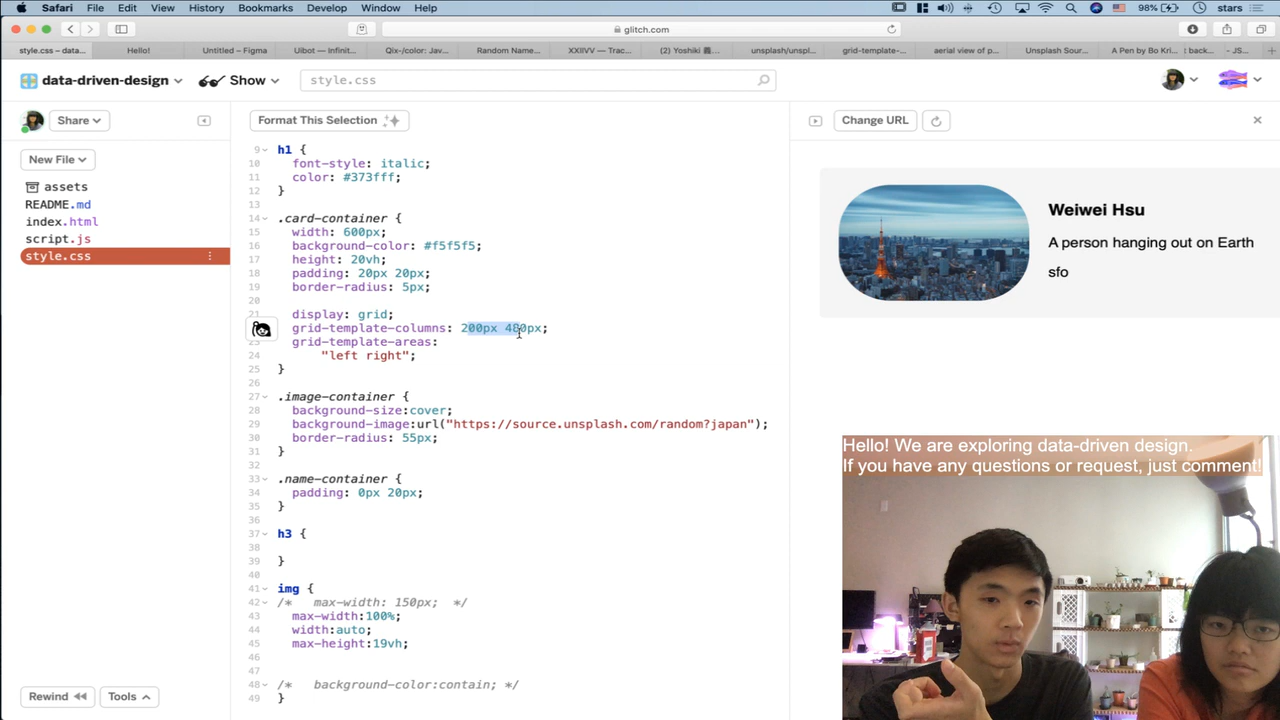 Safari File Edit View History Bookmarks Develop Window Help 98% stars
glitch.com
style.css — data... Hello! Untitled – Figma Uibot — Infinit... Qix-/color: Jav... Random Name... XXIIVV — Trac... (2) Yoshiki unsplash/unspl... grid-template-... aerial view of p... Unsplash Sour... A Pen by Bo Kri... t back... - JS...
data-driven-design Show style.css
Share Format This Selection Change URL
New File
assets
README.md
index.html
script.js
style.css
9 h1 {
10 font-style: italic;
11 color: #373fff;
12 }
13
14 .card-container {
15 width: 600px;
16 background-color: #f5f5f5;
17 height: 20vh;
18 padding: 20px 20px;
19 border-radius: 5px;
20
21 display: grid;
grid-template-columns: 200px 480px;
23 grid-template-areas:
24 "left right";
25 }
26
27 .image-container {
28 background-size:cover;
29 background-image:url("https://source.unsplash.com/random?japan");
30 border-radius: 55px;
31 }
32
33 .name-container {
34 padding: 0px 20px;
35 }
36
37 h3 {
38
39 }
40
41 img {
42 /* max-width: 150px; */
43 max-width:100%;
44 width:auto;
45 max-height:19vh;
46
47
48 /* background-color:contain; */
49 }
Rewind Tools
Weiwei Hsu
A person hanging out on Earth
sfo
Hello! We are exploring data-driven design.
If you have any questions or request, just comment!